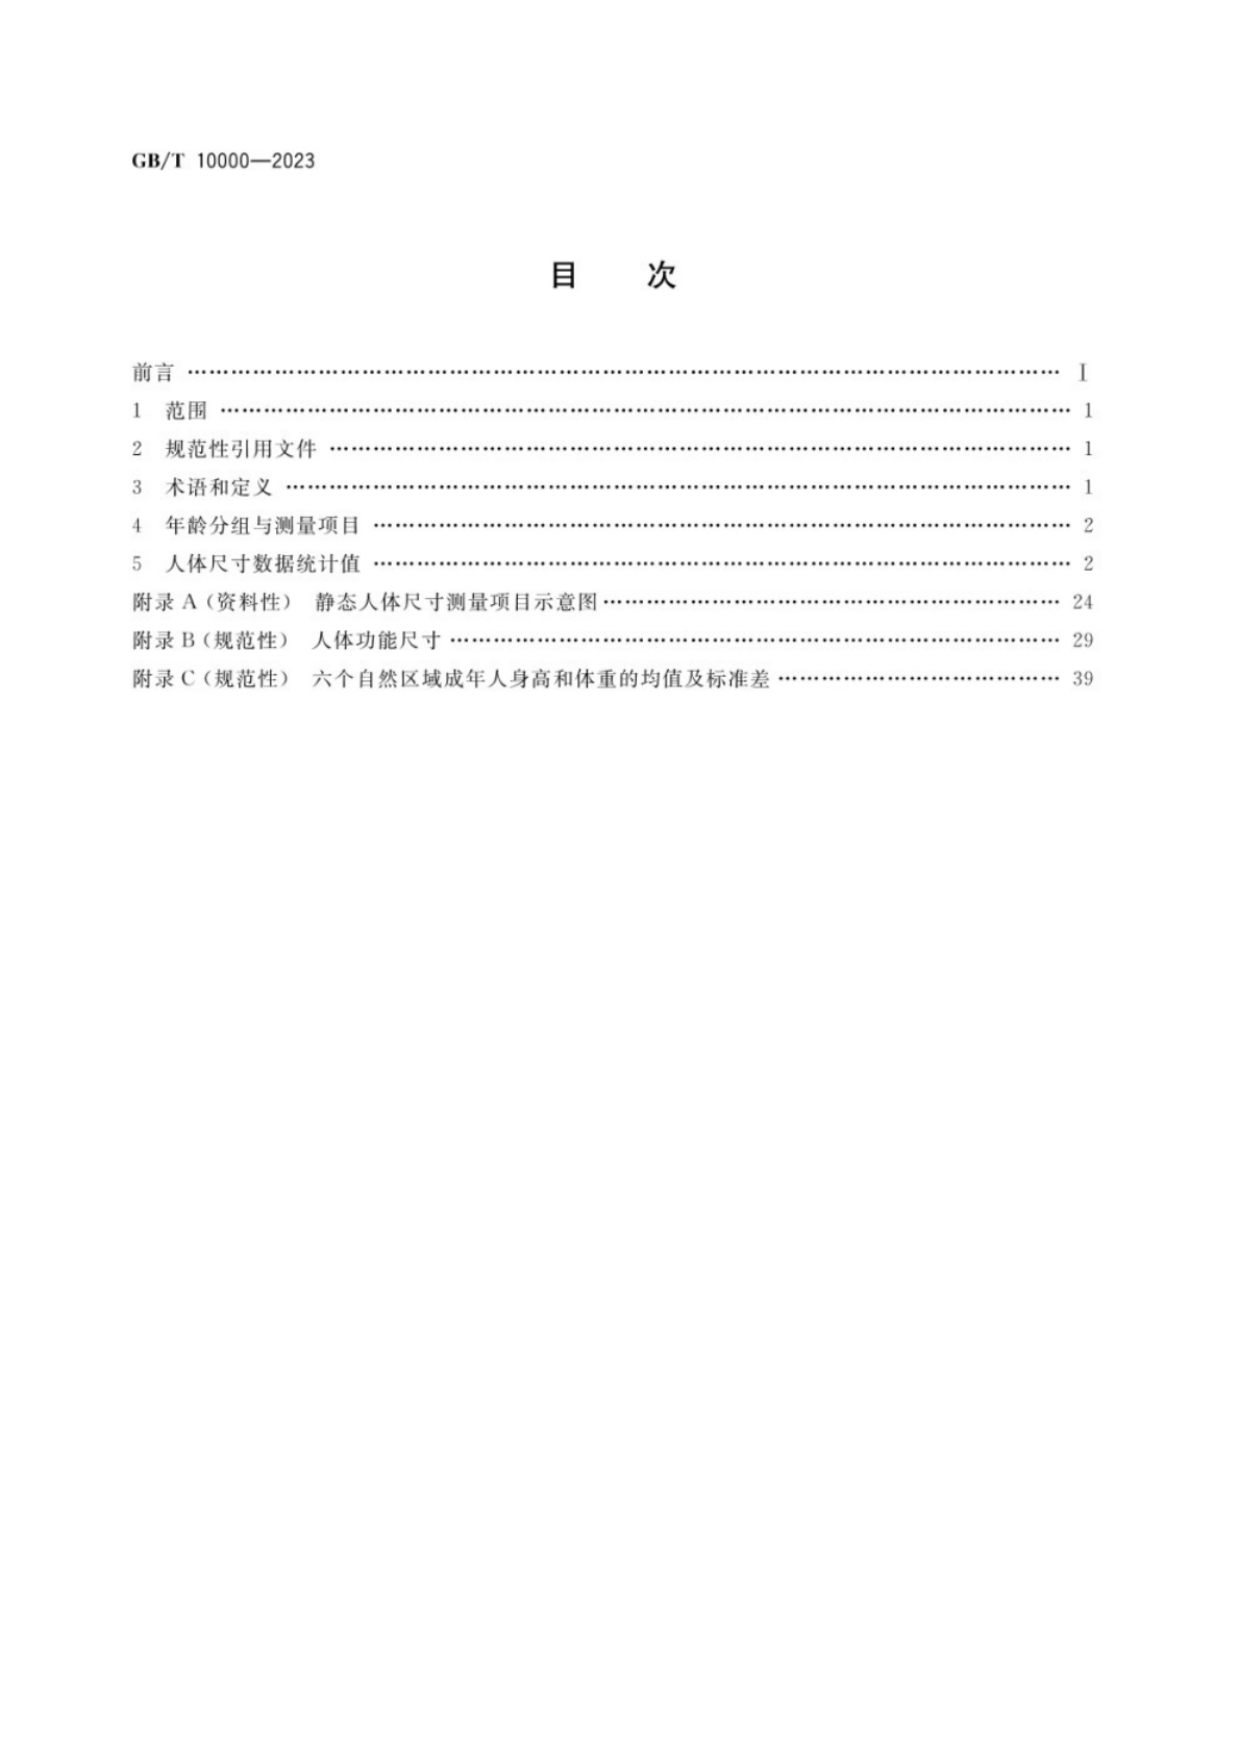 GB/T 10000—2023
目 次
前言 ………………………………………………………………………………………………………… Ⅰ
1 范围 ……………………………………………………………………………………………………… 1
2 规范性引用文件 ………………………………………………………………………………………… 1
3 术语和定义 ……………………………………………………………………………………………… 1
4 年龄分组与测量项目 …………………………………………………………………………………… 2
5 人体尺寸数据统计值 …………………………………………………………………………………… 2
附录 A（资料性） 静态人体尺寸测量项目示意图 ……………………………………………………… 24
附录 B（规范性） 人体功能尺寸 ………………………………………………………………………… 29
附录 C（规范性） 六个自然区域成年人身高和体重的均值及标准差 ………………………………… 39